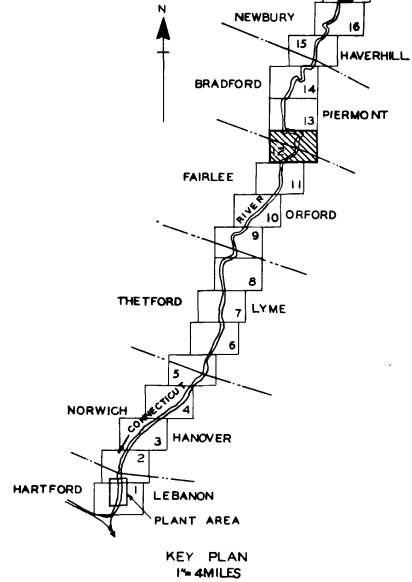 N
NEWBURY
16
15
HAVERHILL
BRADFORD
14
13
PIERMONT
FAIRLEE
11
RIVER
10
ORFORD
9
8
THETFORD
7
LYME
6
5
CONNECTICUT
NORWICH
4
3
HANOVER
2
HARTFORD
1
LEBANON
PLANT AREA
KEY PLAN
1"= 4MILES